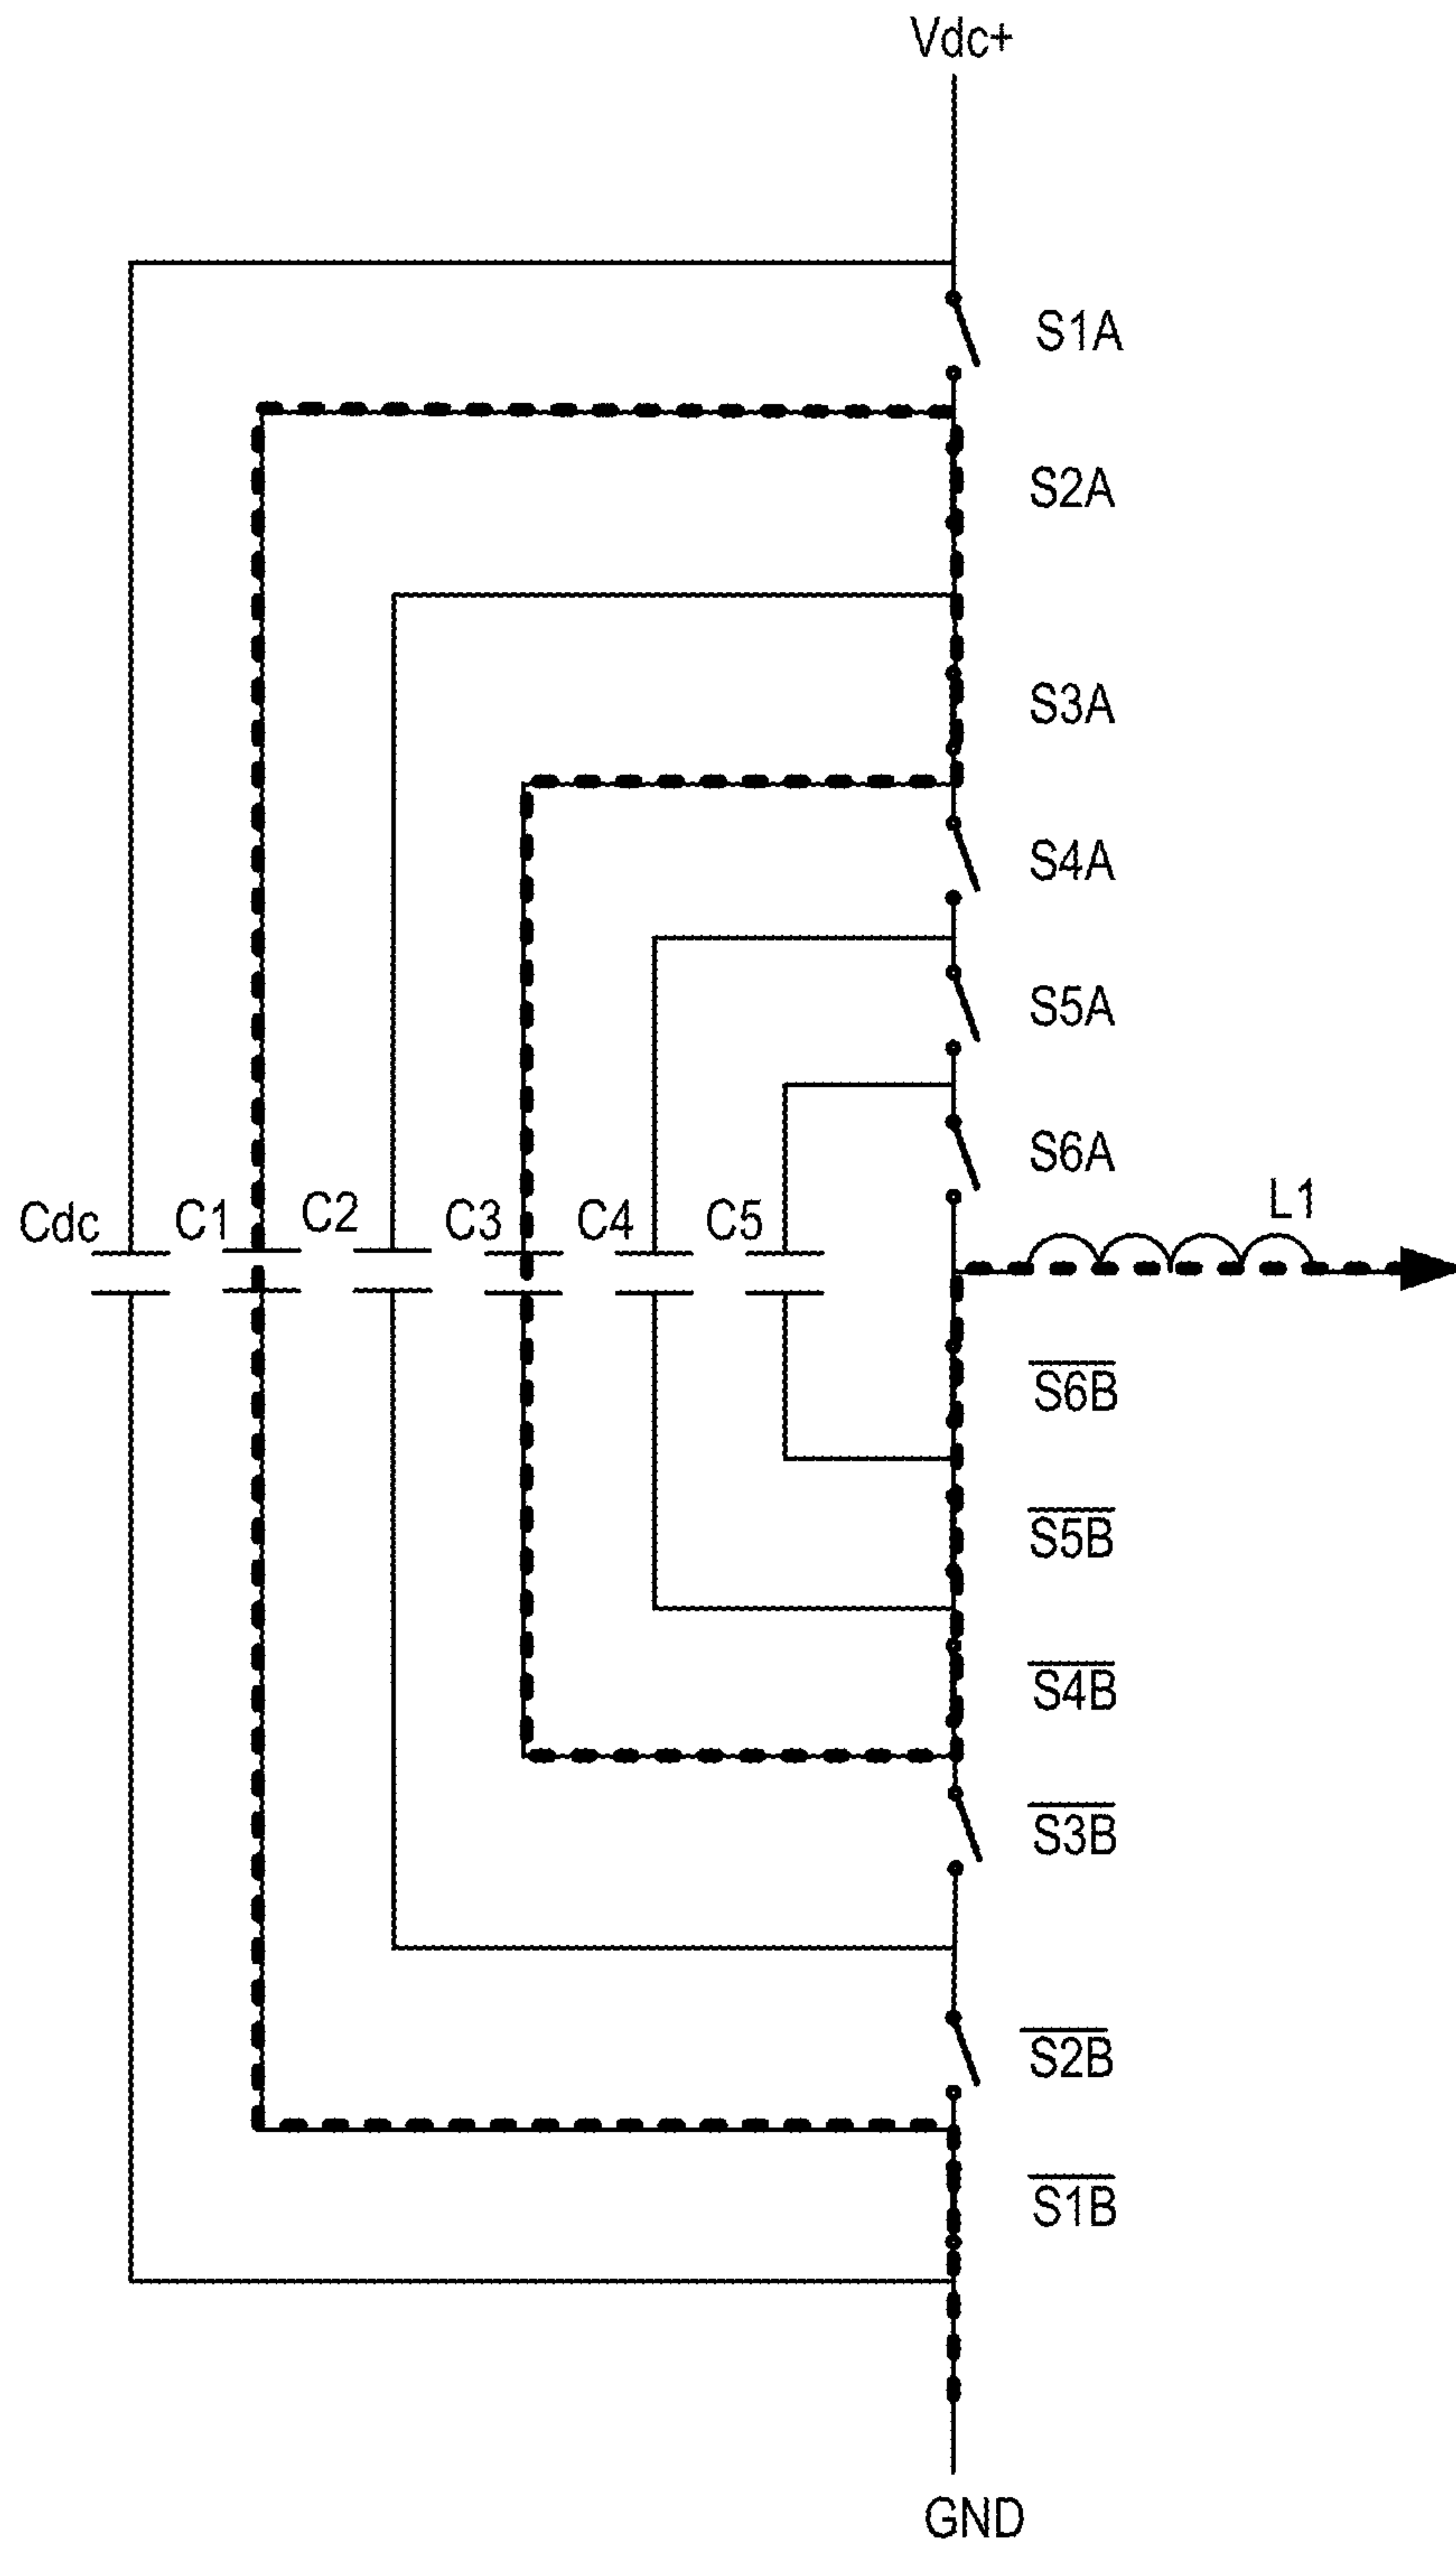 Vdc+
S1A
S2A
S3A
S4A
S5A
S6A
Cdc C1 C2 C3 C4 C5 L1
S6B
S5B
S4B
S3B
S2B
S1B
GND